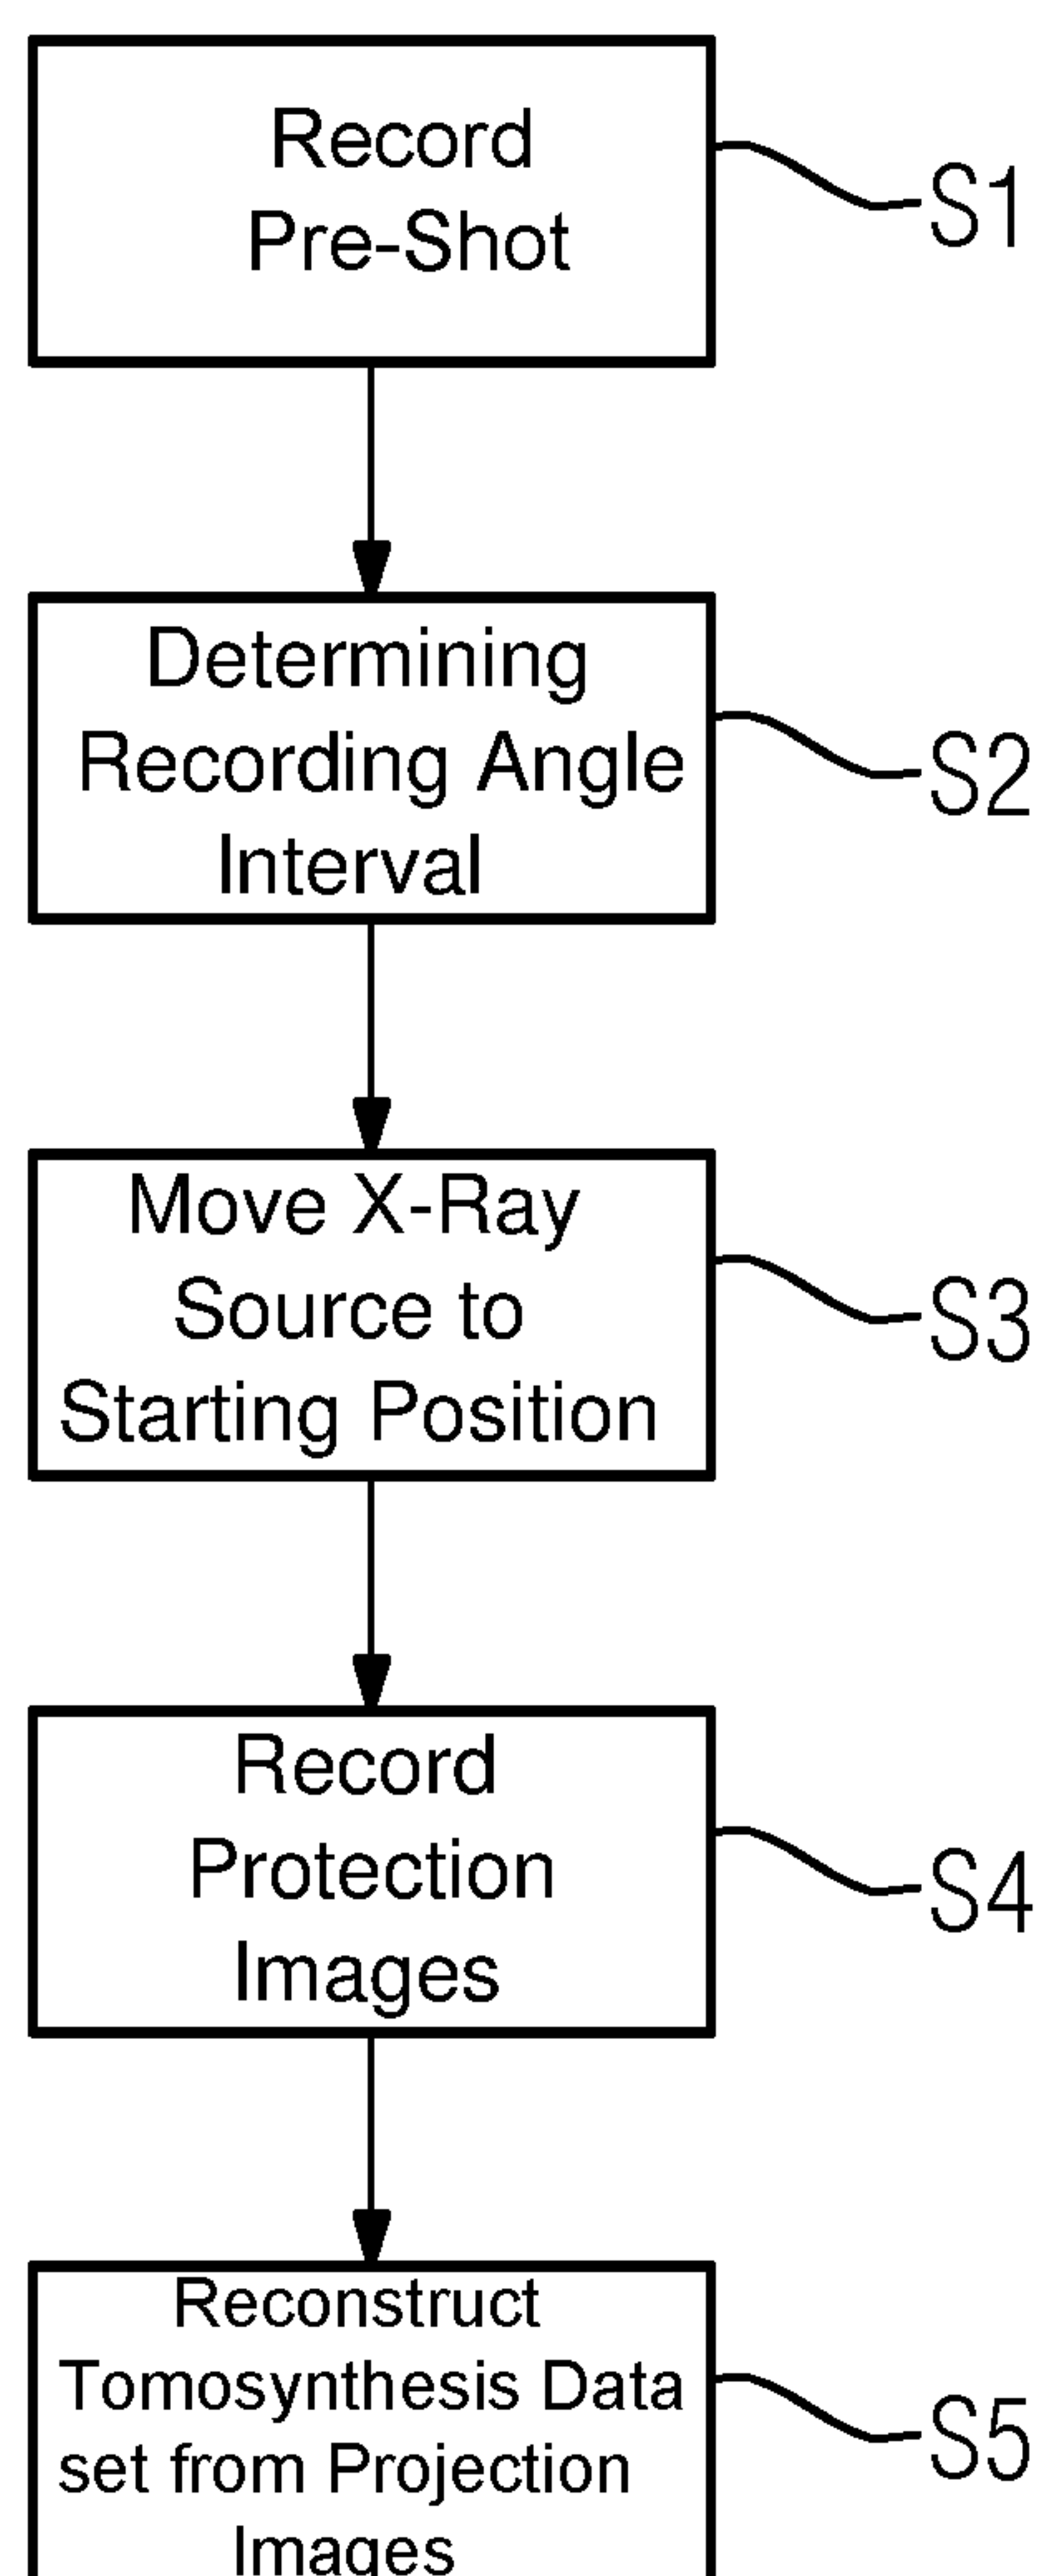 Record
Pre-Shot
S1
Determining
Recording Angle
Interval
S2
Move X-Ray
Source to
Starting Position
S3
Record
Protection
Images
S4
Reconstruct
Tomosynthesis Data
set from Projection
Images
S5